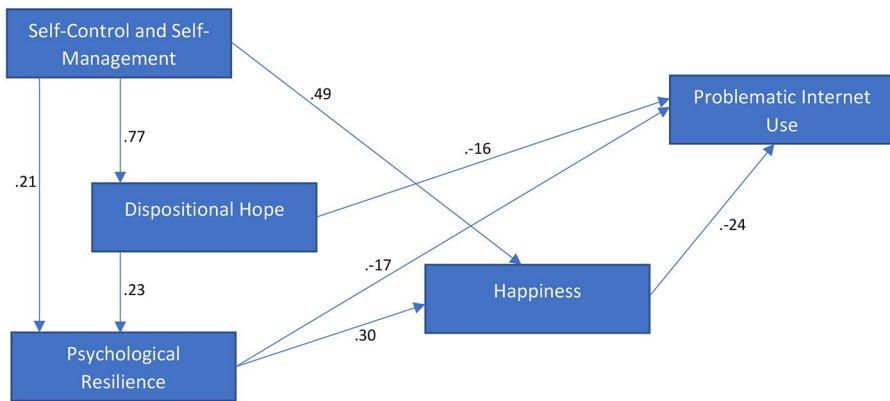 Self-Control and Self-
Management
.49
Problematic Internet
Use
.77
.-16
.21
Dispositional Hope
.-24
.-17
.23
Happiness
.30
Psychological
Resilience